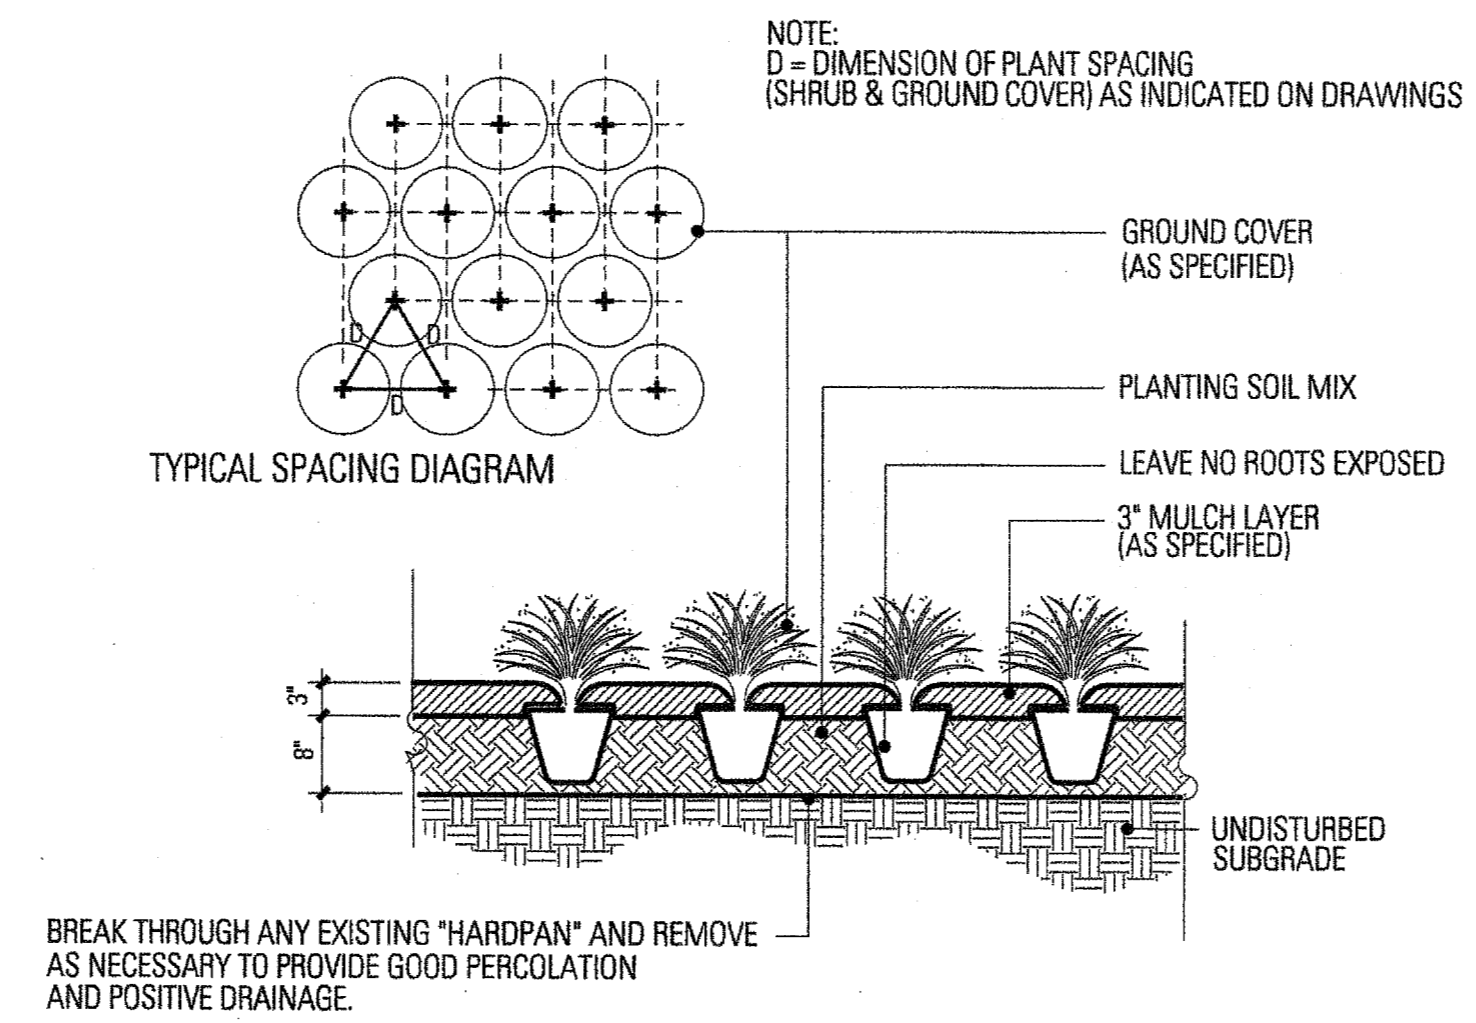 NOTE:
D = DIMENSION OF PLANT SPACING
(SHRUB & GROUND COVER) AS INDICATED ON DRAWINGS
GROUND COVER
(AS SPECIFIED)
D
D
D
TYPICAL SPACING DIAGRAM
PLANTING SOIL MIX
LEAVE NO ROOTS EXPOSED
3" MULCH LAYER
(AS SPECIFIED)
3"
8"
UNDISTURBED
SUBGRADE
BREAK THROUGH ANY EXISTING "HARDPAN" AND REMOVE
AS NECESSARY TO PROVIDE GOOD PERCOLATION
AND POSITIVE DRAINAGE.